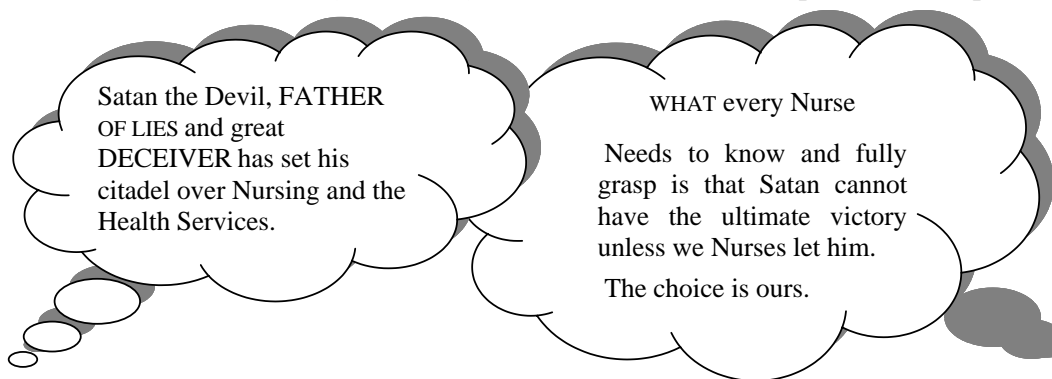 Satan the Devil, FATHER
OF LIES and great
DECEIVER has set his
citadel over Nursing and the
Health Services.
WHAT every Nurse
Needs to know and fully
grasp is that Satan cannot
have the ultimate victory
unless we Nurses let him.
The choice is ours.